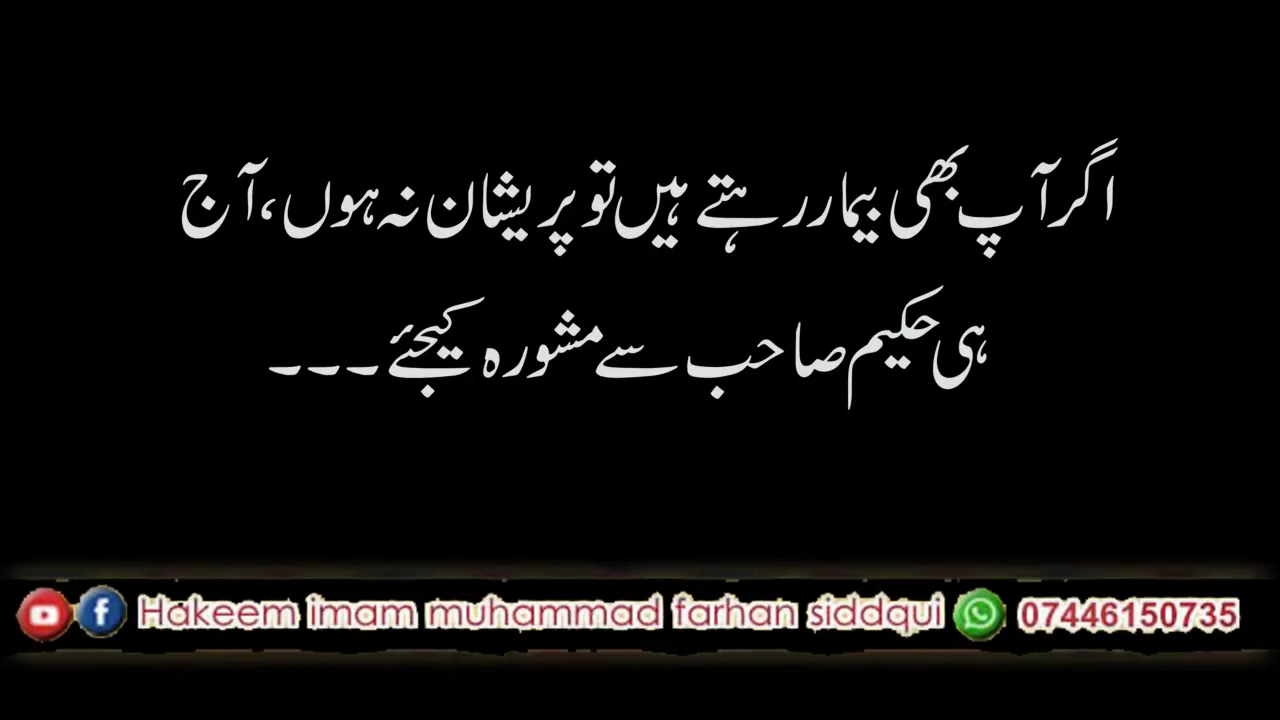 اگر آپ بھی بیمار رہتے ہیں تو پریشان نہ ہوں، آج
ہی حکیم صاحب سے مشورہ کیجئے ۔۔۔
Hakeem imam muhammad farhan siddqui 07446150735